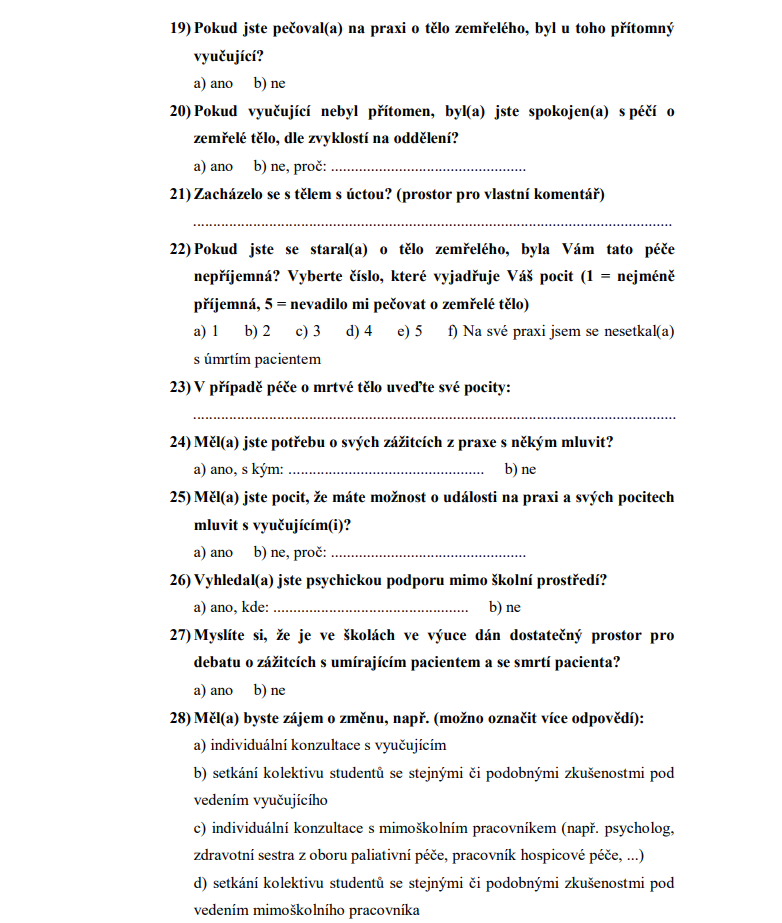 19) Pokud jste pečoval(a) na praxi o tělo zemřelého, byl u toho přítomný
vyučující?
a) ano b) ne
20) Pokud vyučující nebyl přítomen, byl(a) jste spokojen(a) s péčí o
zemřelé tělo, dle zvyklostí na oddělení?
a) ano b) ne, proč: .................................................
21) Zacházelo se s tělem s úctou? (prostor pro vlastní komentář)
........................................................................................................................
22) Pokud jste se staral(a) o tělo zemřelého, byla Vám tato péče
nepříjemná? Vyberte číslo, které vyjadřuje Váš pocit (1 = nejméně
příjemná, 5 = nevadilo mi pečovat o zemřelé tělo)
a) 1 b) 2 c) 3 d) 4 e) 5 f) Na své praxi jsem se nesetkal(a)
s úmrtím pacientem
23) V případě péče o mrtvé tělo uveďte své pocity:
.........................................................................................................................
24) Měl(a) jste potřebu o svých zážitcích z praxe s někým mluvit?
a) ano, s kým: ................................................. b) ne
25) Měl(a) jste pocit, že máte možnost o události na praxi a svých pocitech
mluvit s vyučujícím(i)?
a) ano b) ne, proč: .................................................
26) Vyhledal(a) jste psychickou podporu mimo školní prostředí?
a) ano, kde: ................................................. b) ne
27) Myslíte si, že je ve školách ve výuce dán dostatečný prostor pro
debatu o zážitcích s umírajícím pacientem a se smrtí pacienta?
a) ano b) ne
28) Měl(a) byste zájem o změnu, např. (možno označit více odpovědí):
a) individuální konzultace s vyučujícím
b) setkání kolektivu studentů se stejnými či podobnými zkušenostmi pod
vedením vyučujícího
c) individuální konzultace s mimoškolním pracovníkem (např. psycholog,
zdravotní sestra z oboru paliativní péče, pracovník hospicové péče, ...)
d) setkání kolektivu studentů se stejnými či podobnými zkušenostmi pod
vedením mimoškolního pracovníka